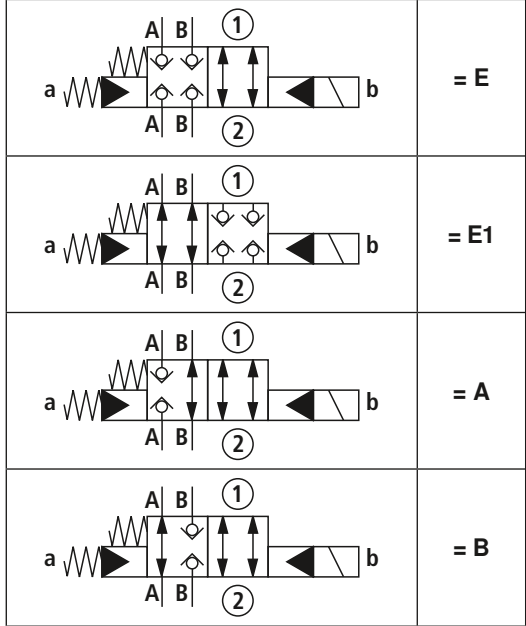 A B ①
a b = E
A B ②
A B ①
a b = E1
A B ②
A B ①
a b = A
A B ②
A B ①
a b = B
A B ②